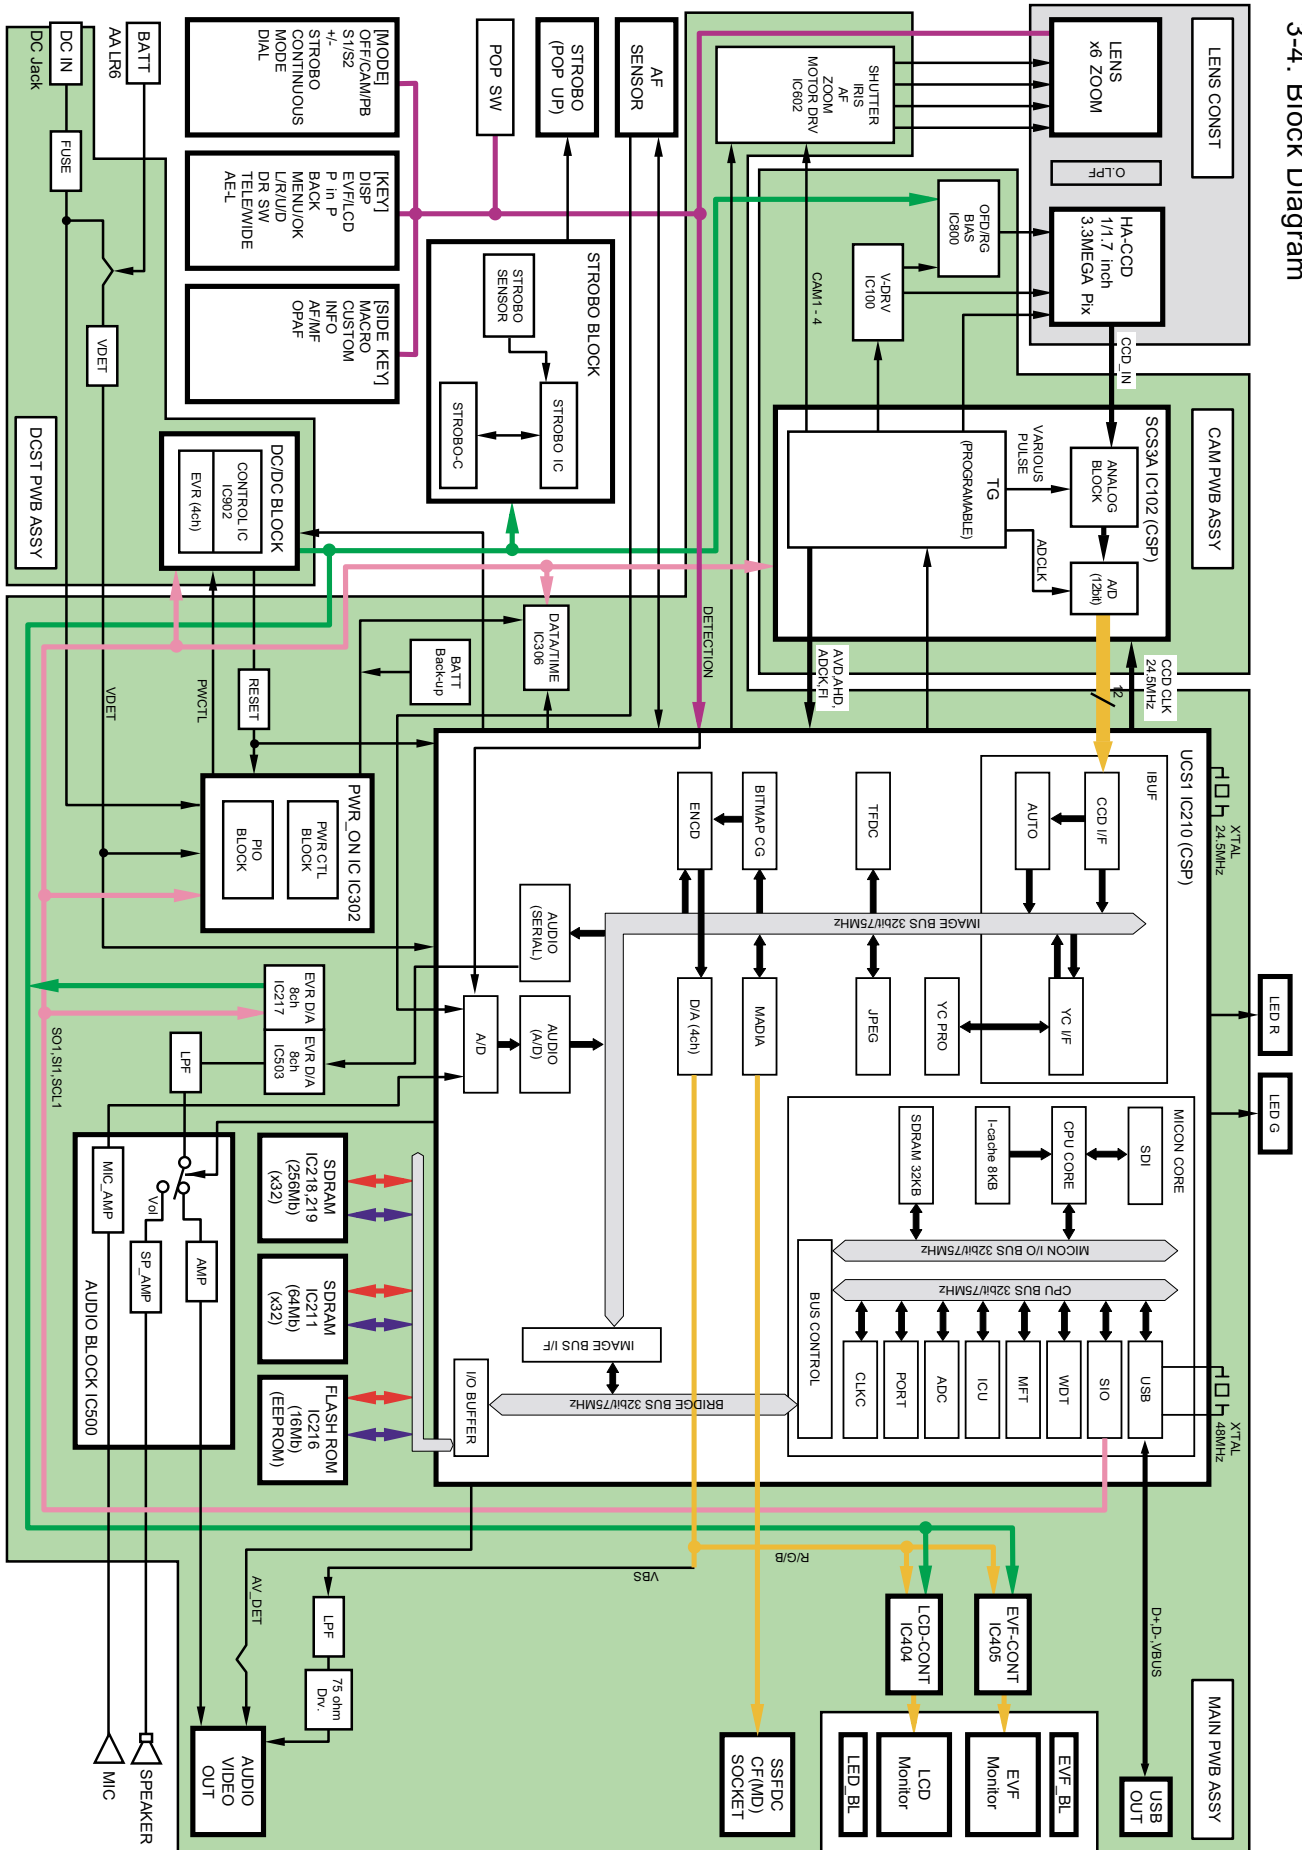 3-4. Block Diagram
LENS CONST
LENS
x6 ZOOM
O.LPF
HA-CCD
1/1.7 inch
3.3MEGA Pix
SHUTTER
IRIS
AF
ZOOM
MOTOR DRV
IC602
OFD/RG
BIAS
IC800
V-DRV
IC100
CAM1 - 4
CCD_IN
CAM PWB ASSY
SCS3A IC102 (CSP)
ANALOG
BLOCK
A/D
(12bit)
VARIOUS
PULSE
ADCLK
TG
(PROGRAMABLE)
CCD CLK
24.5MHz
12
AVD,AHD,
ADCK,FI
DETECTION
AF
SENSOR
STROBO
(POP UP)
POP SW
STROBO BLOCK
STROBO
SENSOR
STROBO IC
STROBO-C
[MODE]
OFF/CAM/PB
S1/S2
+/-
STROBO
CONTINUOUS
MODE
DIAL
[KEY]
DISP
EVF/LCD
P in P
BACK
MENU/OK
L/R/U/D
DR SW
TELE/WIDE
AE-L
[SIDE KEY]
MACRO
CUSTOM
INFO
AF/MF
OPAF
BATT
AA LR6
DC IN
DC Jack
FUSE
VDET
DCST PWB ASSY
DC/DC BLOCK
CONTROL IC
IC902
EVR (4ch)
DATA/TIME
IC306
BATT
Back-up
RESET
PWCTL
VDET
PWR_ON IC IC302
PWR CTL
BLOCK
PIO
BLOCK
EVR D/A
8ch
IC217
EVR D/A
8ch
IC503
LPF
SO1,SI1,SCL1
X'TAL
24.5MHz
LED R
LED G
X'TAL
48MHz
UCS1 IC210 (CSP)
IBUF
CCD I/F
AUTO
YC I/F
YC PRO
TFDC
JPEG
BITMAP CG
MADIA
ENCD
D/A (4ch)
IMAGE BUS 32bit/75MHz
AUDIO
(SERIAL)
AUDIO
(A/D)
A/D
MICON CORE
SDI
CPU CORE
I-cache 8KB
SDRAM 32KB
MICON I/O BUS 32bit/75MHz
CPU BUS 32bit/75MHz
BUS CONTROL
USB
SIO
WDT
MFT
ICU
ADC
PORT
CLKC
IMAGE BUS I/F
BRIDGE BUS 32bit/75MHz
I/O BUFFER
SDRAM
IC218,219
(256Mb)
(x32)
SDRAM
IC211
(64Mb)
(x32)
FLASH ROM
IC216
(16Mb)
(EEPROM)
AUDIO BLOCK IC500
MIC_AMP
Vol
SP_AMP
AMP
R/G/B
VBS
AV_DET
LPF
75 ohm
Drv.
D+,D-,VBUS
EVF-CONT
IC405
LCD-CONT
IC404
MAIN PWB ASSY
USB
OUT
EVF_BL
EVF
Monitor
LCD
Monitor
LED_BL
SSFDC
CF(MD)
SOCKET
AUDIO
VIDEO
OUT
SPEAKER
MIC